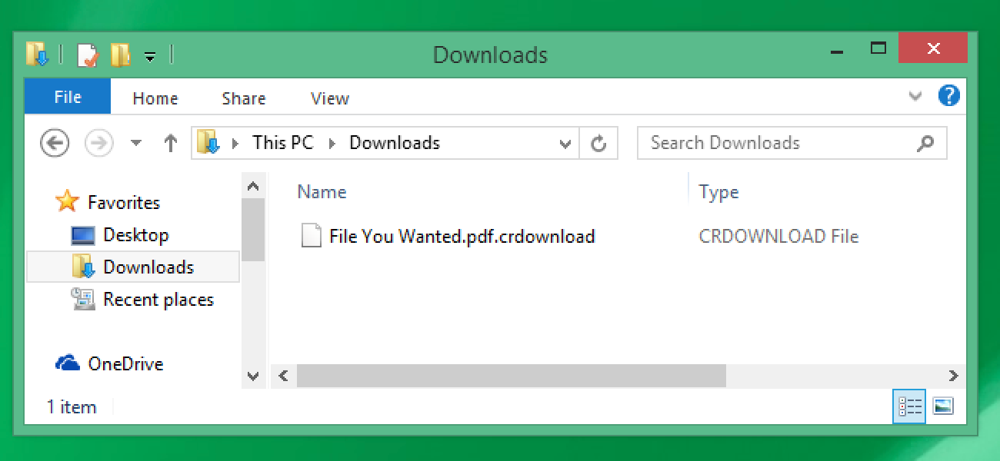 Downloads
File Home Share View ?
This PC Downloads Search Downloads
Favorites
Desktop
Downloads
Recent places
OneDrive
Name Type
File You Wanted.pdf.crdownload CRDOWNLOAD File
1 item